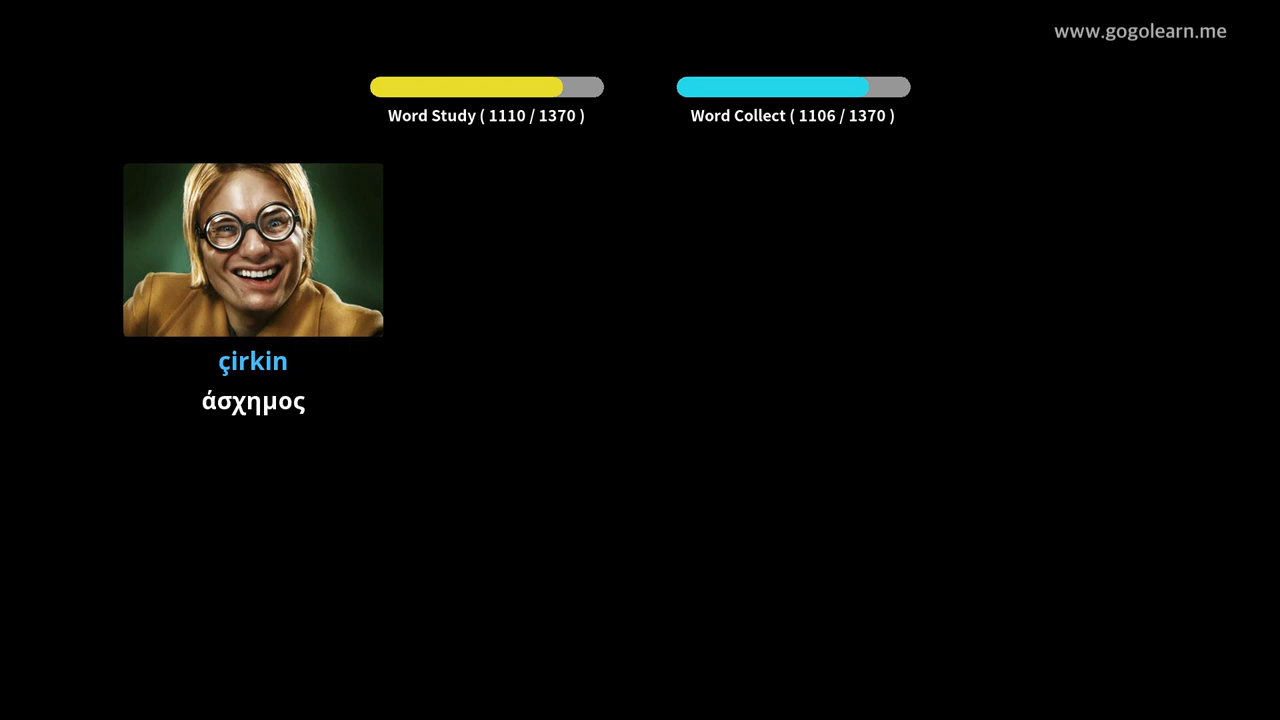 www.gogolearn.me
Word Study ( 1110 / 1370 )
Word Collect ( 1106 / 1370 )
çirkin
άσχημος